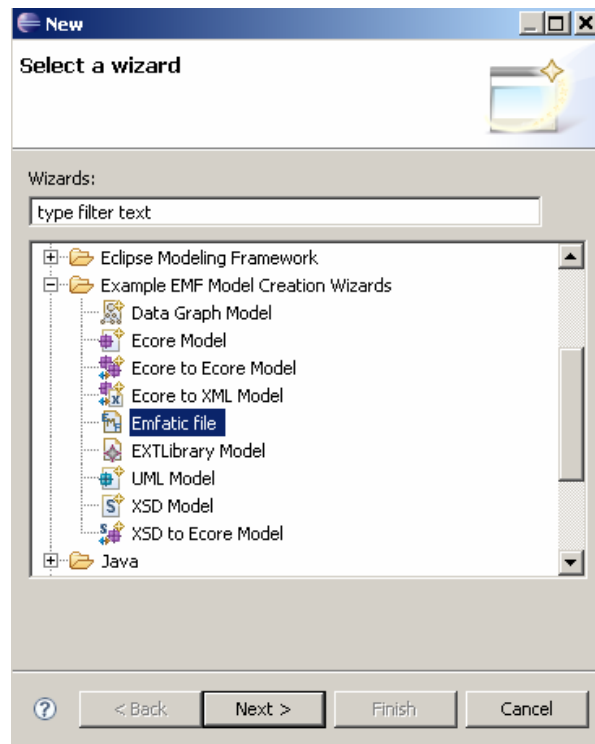 New
Select a wizard
Wizards:
type filter text
Eclipse Modeling Framework
Example EMF Model Creation Wizards
Data Graph Model
Ecore Model
Ecore to Ecore Model
Ecore to XML Model
Emfatic file
EXTLibrary Model
UML Model
XSD Model
XSD to Ecore Model
Java
< Back Next > Finish Cancel